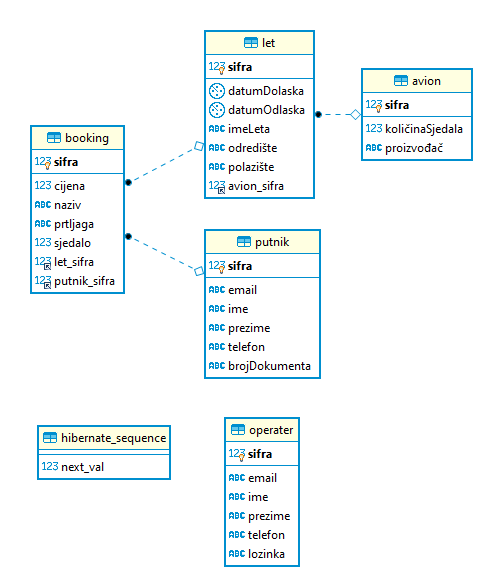 let
123 sifra
datumDolaska
datumOdlaska
ABC imeLeta
ABC odredište
ABC polazište
123 avion_sifra
avion
123 sifra
123 količinaSjedala
ABC proizvođač
booking
123 sifra
123 cijena
ABC naziv
ABC prtljaga
123 sjedalo
123 let_sifra
123 putnik_sifra
putnik
123 sifra
ABC email
ABC ime
ABC prezime
ABC telefon
ABC brojDokumenta
hibernate_sequence
123 next_val
operater
123 sifra
ABC email
ABC ime
ABC prezime
ABC telefon
ABC lozinka